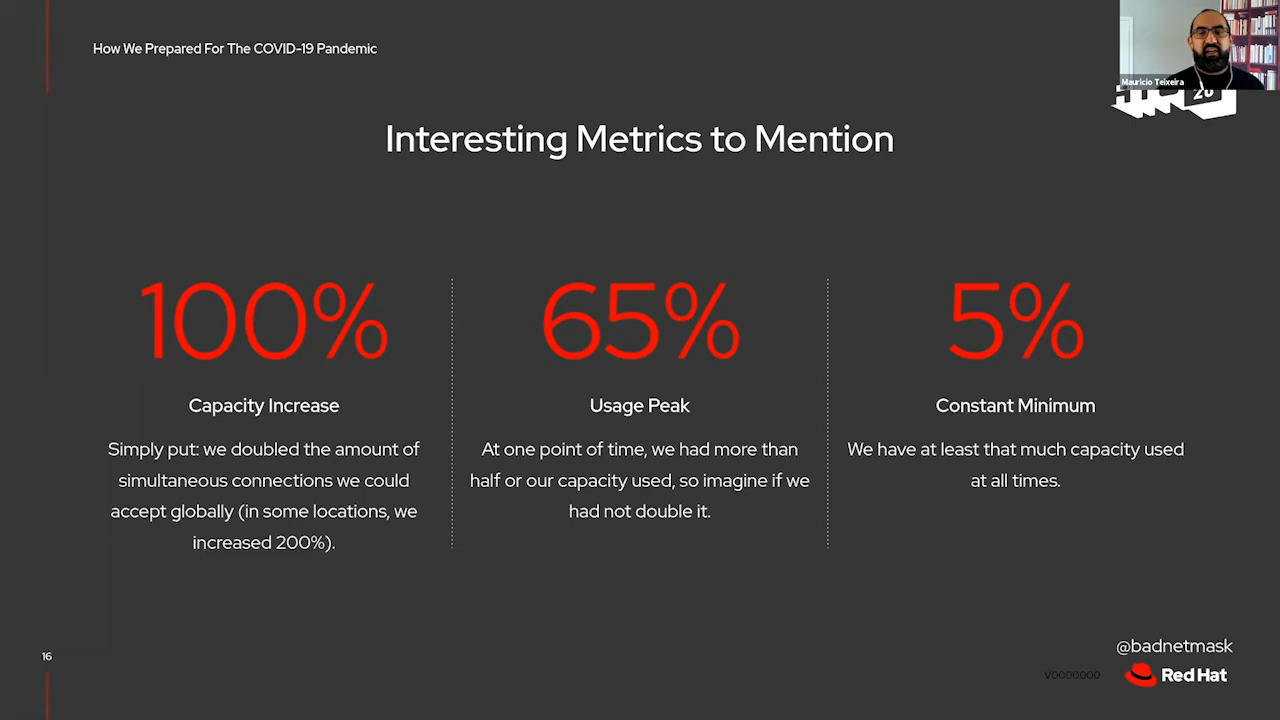 How We Prepared For The COVID-19 Pandemic
Mauricio Teixeira
20
Interesting Metrics to Mention
100%
Capacity Increase
Simply put: we doubled the amount of
simultaneous connections we could
accept globally (in some locations, we
increased 200%).
65%
Usage Peak
At one point of time, we had more than
half or our capacity used, so imagine if we
had not double it.
5%
Constant Minimum
We have at least that much capacity used
at all times.
16
@badnetmask
V0000000
Red Hat